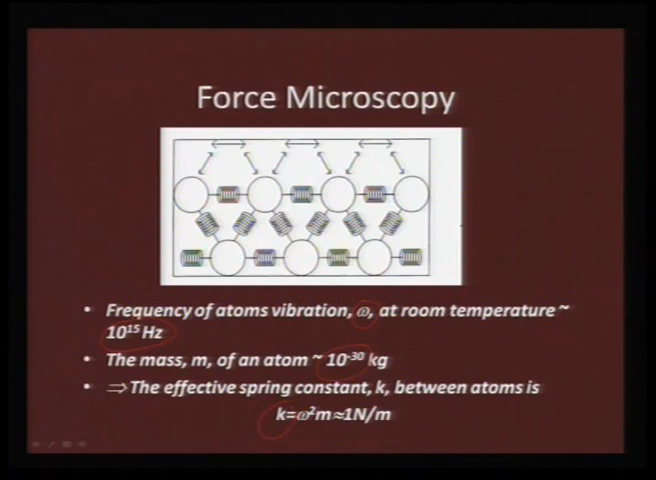 Force Microscopy
• Frequency of atoms vibration, ω, at room temperature ~
10¹⁵ Hz
• The mass, m, of an atom ~ 10⁻³⁰ kg
• ⇒ The effective spring constant, k, between atoms is
k=ω²m≈1N/m